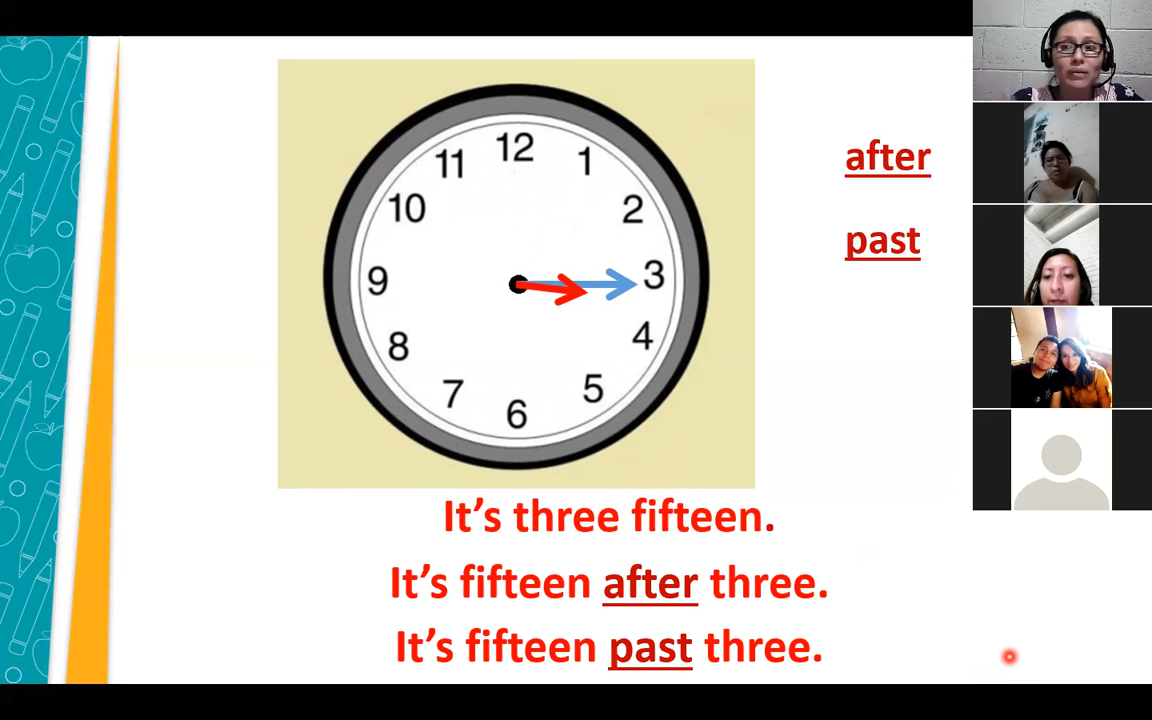 12
11
1
10
2
9
3
8
4
7
5
6
after
past
It's three fifteen.
It's fifteen after three.
It's fifteen past three.